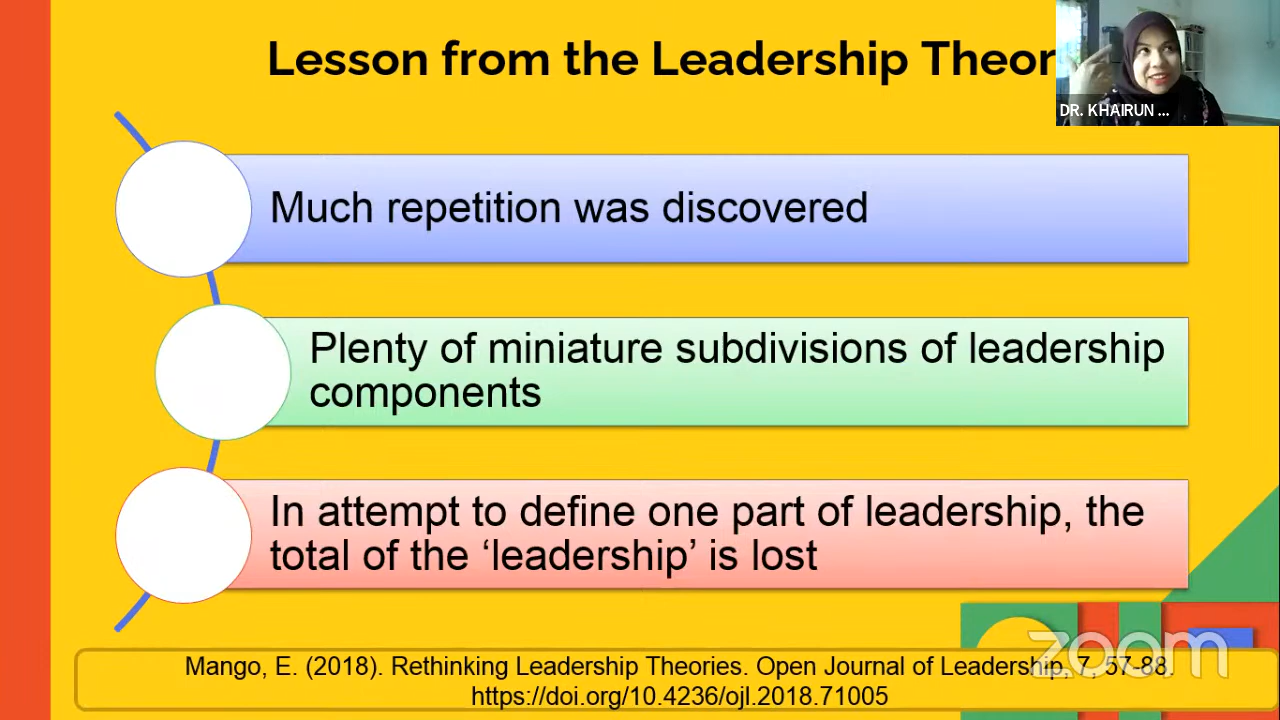 Lesson from the Leadership Theor
DR. KHAIRUN ...
Much repetition was discovered
Plenty of miniature subdivisions of leadership
components
In attempt to define one part of leadership, the
total of the ‘leadership’ is lost
Mango, E. (2018). Rethinking Leadership Theories. Open Journal of Leadership, 7, 57-88.
https://doi.org/10.4236/ojl.2018.71005
zoom